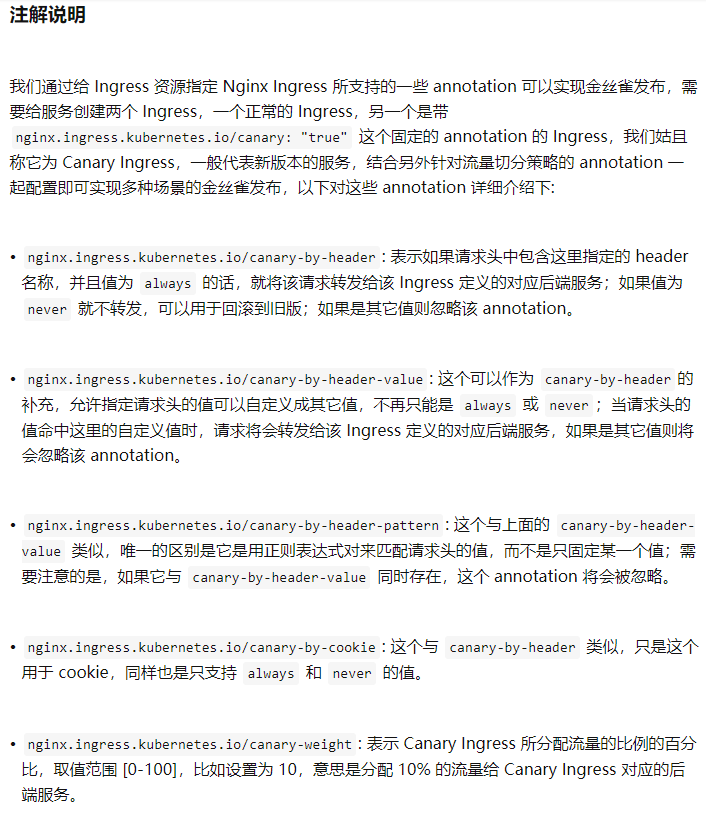 注解说明
我们通过给 Ingress 资源指定 Nginx Ingress 所支持的一些 annotation 可以实现金丝雀发布，需
要给服务创建两个 Ingress，一个正常的 Ingress，另一个是带
nginx.ingress.kubernetes.io/canary: "true" 这个固定的 annotation 的 Ingress，我们姑且
称它为 Canary Ingress，一般代表新版本的服务，结合另外针对流量切分策略的 annotation 一
起配置即可实现多种场景的金丝雀发布，以下对这些 annotation 详细介绍下:
• nginx.ingress.kubernetes.io/canary-by-header : 表示如果请求头中包含这里指定的 header
名称，并且值为 always 的话，就将该请求转发给该 Ingress 定义的对应后端服务；如果值为
never 就不转发，可以用于回滚到旧版；如果是其它值则忽略该 annotation。
• nginx.ingress.kubernetes.io/canary-by-header-value : 这个可以作为 canary-by-header 的
补充，允许指定请求头的值可以自定义成其它值，不再只能是 always 或 never ；当请求头的
值命中这里的自定义值时，请求将会转发给该 Ingress 定义的对应后端服务，如果是其它值则将
会忽略该 annotation。
• nginx.ingress.kubernetes.io/canary-by-header-pattern : 这个与上面的 canary-by-header-
value 类似，唯一的区别是它是用正则表达式对来匹配请求头的值，而不是只固定某一个值；需
要注意的是，如果它与 canary-by-header-value 同时存在，这个 annotation 将会被忽略。
• nginx.ingress.kubernetes.io/canary-by-cookie : 这个与 canary-by-header 类似，只是这个
用于 cookie，同样也是只支持 always 和 never 的值。
• nginx.ingress.kubernetes.io/canary-weight : 表示 Canary Ingress 所分配流量的比例的百分
比，取值范围 [0-100]，比如设置为 10，意思是分配 10% 的流量给 Canary Ingress 对应的后
端服务。